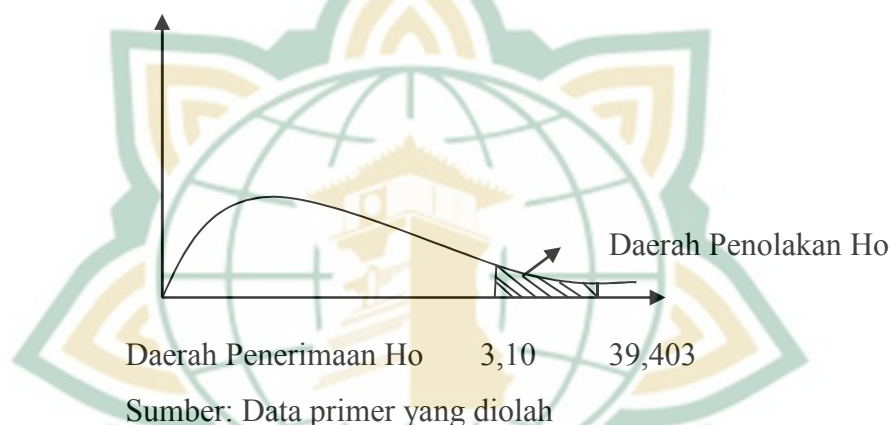 Daerah Penolakan Ho
Daerah Penerimaan Ho 3,10 39,403
Sumber: Data primer yang diolah